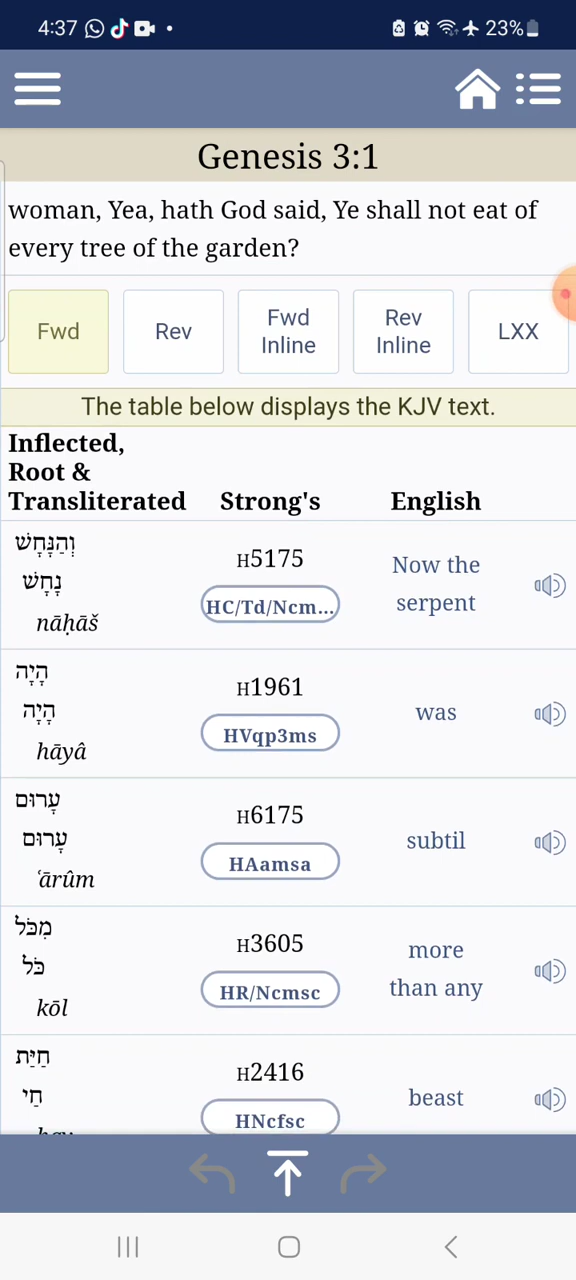 4:37
23%
Genesis 3:1
woman, Yea, hath God said, Ye shall not eat of
every tree of the garden?
Fwd
Rev
Fwd
Inline
Rev
Inline
LXX
The table below displays the KJV text.
Inflected,
Root &
Transliterated
Strong's
English
וְהַנָּחָשׁ
נָחָשׁ
nāḥāš
H5175
HC/Td/Ncm...
Now the
serpent
הָיָה
הָיָה
hāyâ
H1961
HVqp3ms
was
עָרוּם
עָרוּם
ʿārûm
H6175
HAamsa
subtil
מִכֹּל
כֹּל
kōl
H3605
HR/Ncmsc
more
than any
חַיַּת
חַי
H2416
HNcfsc
beast